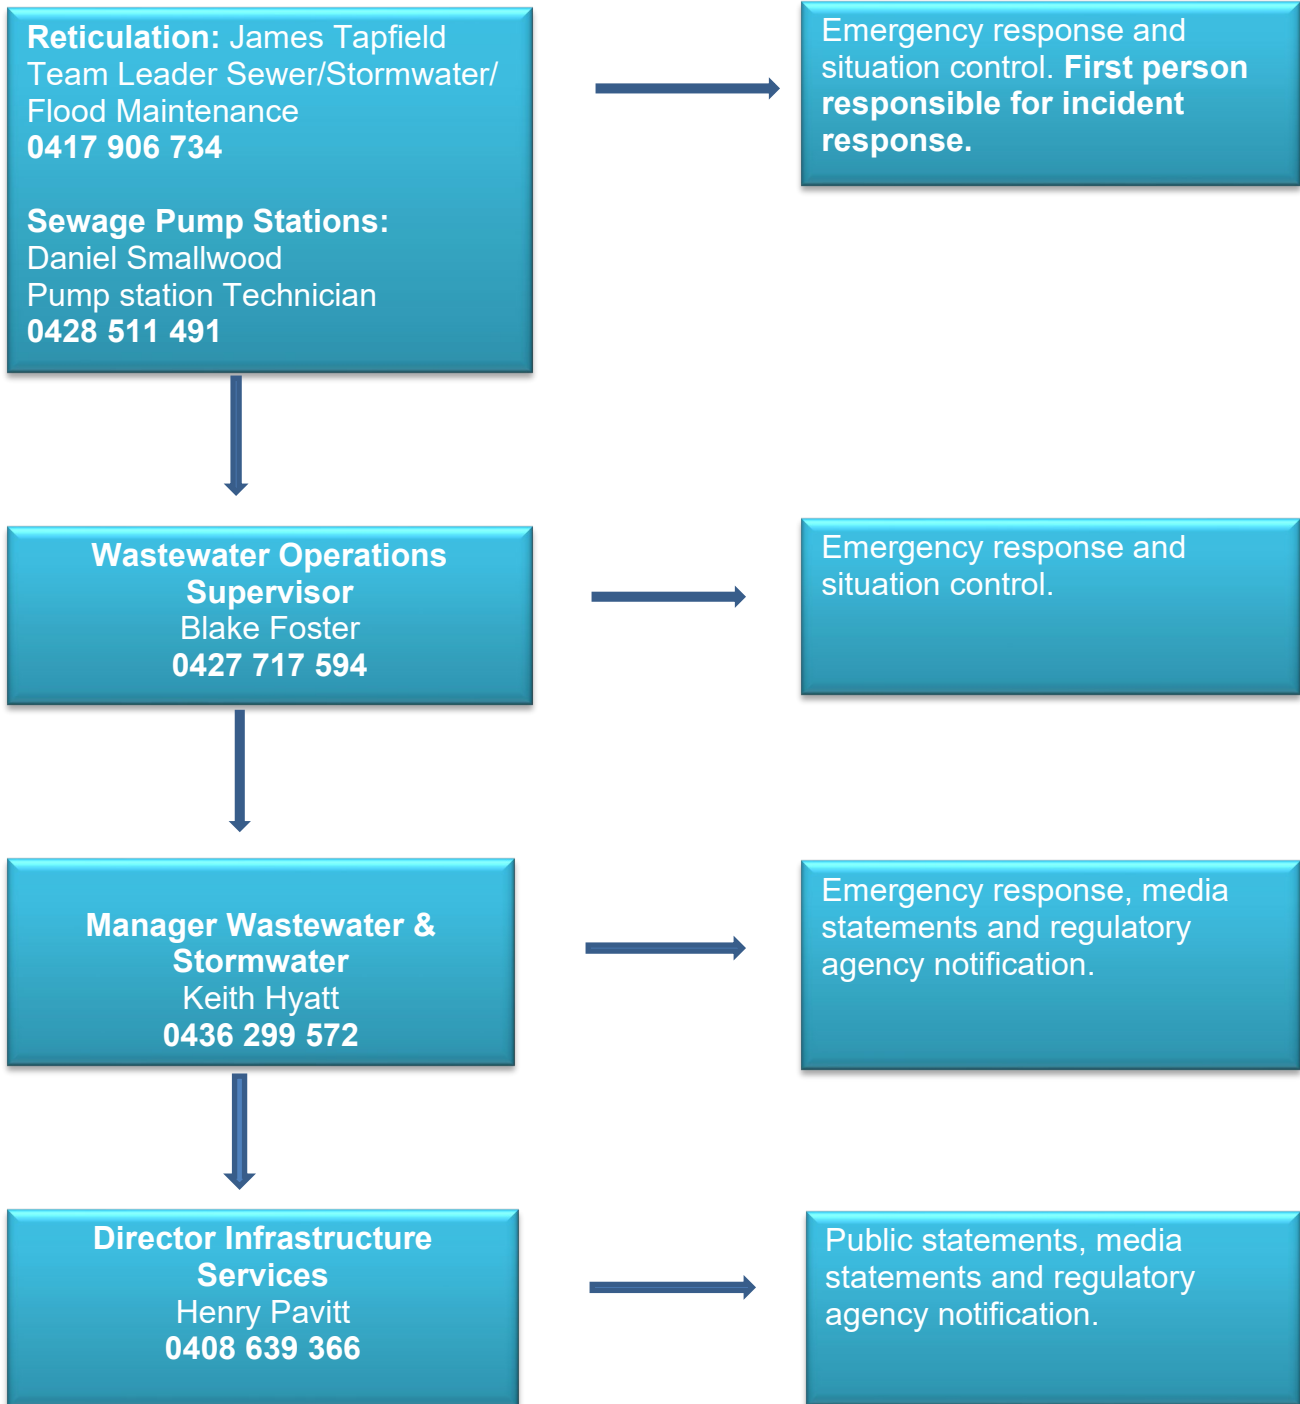 Reticulation: James Tapfield
Team Leader Sewer/Stormwater/
Flood Maintenance
0417 906 734
Sewage Pump Stations:
Daniel Smallwood
Pump station Technician
0428 511 491
Emergency response and
situation control. First person
responsible for incident
response.
Wastewater Operations
Supervisor
Blake Foster
0427 717 594
Emergency response and
situation control.
Manager Wastewater &
Stormwater
Keith Hyatt
0436 299 572
Emergency response, media
statements and regulatory
agency notification.
Director Infrastructure
Services
Henry Pavitt
0408 639 366
Public statements, media
statements and regulatory
agency notification.